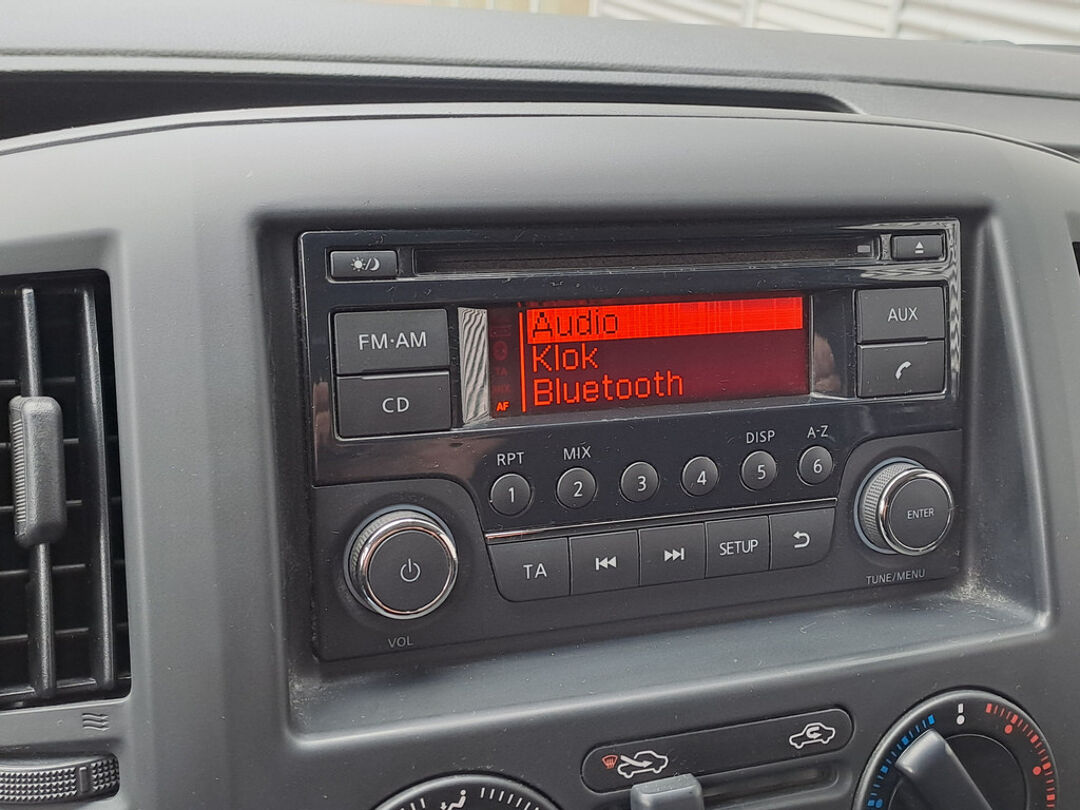 FM·AM
CD
Audio
Klok
Bluetooth
TA
AF
AUX
RPT
MIX
DISP
A-Z
1
2
3
4
5
6
TA
SETUP
ENTER
VOL
TUNE/MENU